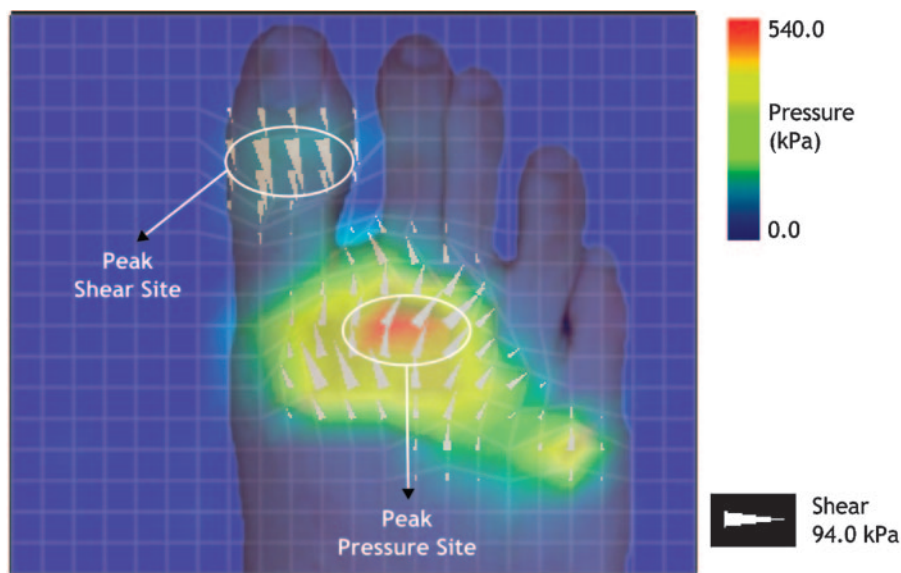 540.0
Pressure
(kPa)
0.0
Peak
Shear Site
Peak
Pressure Site
Shear
94.0 kPa